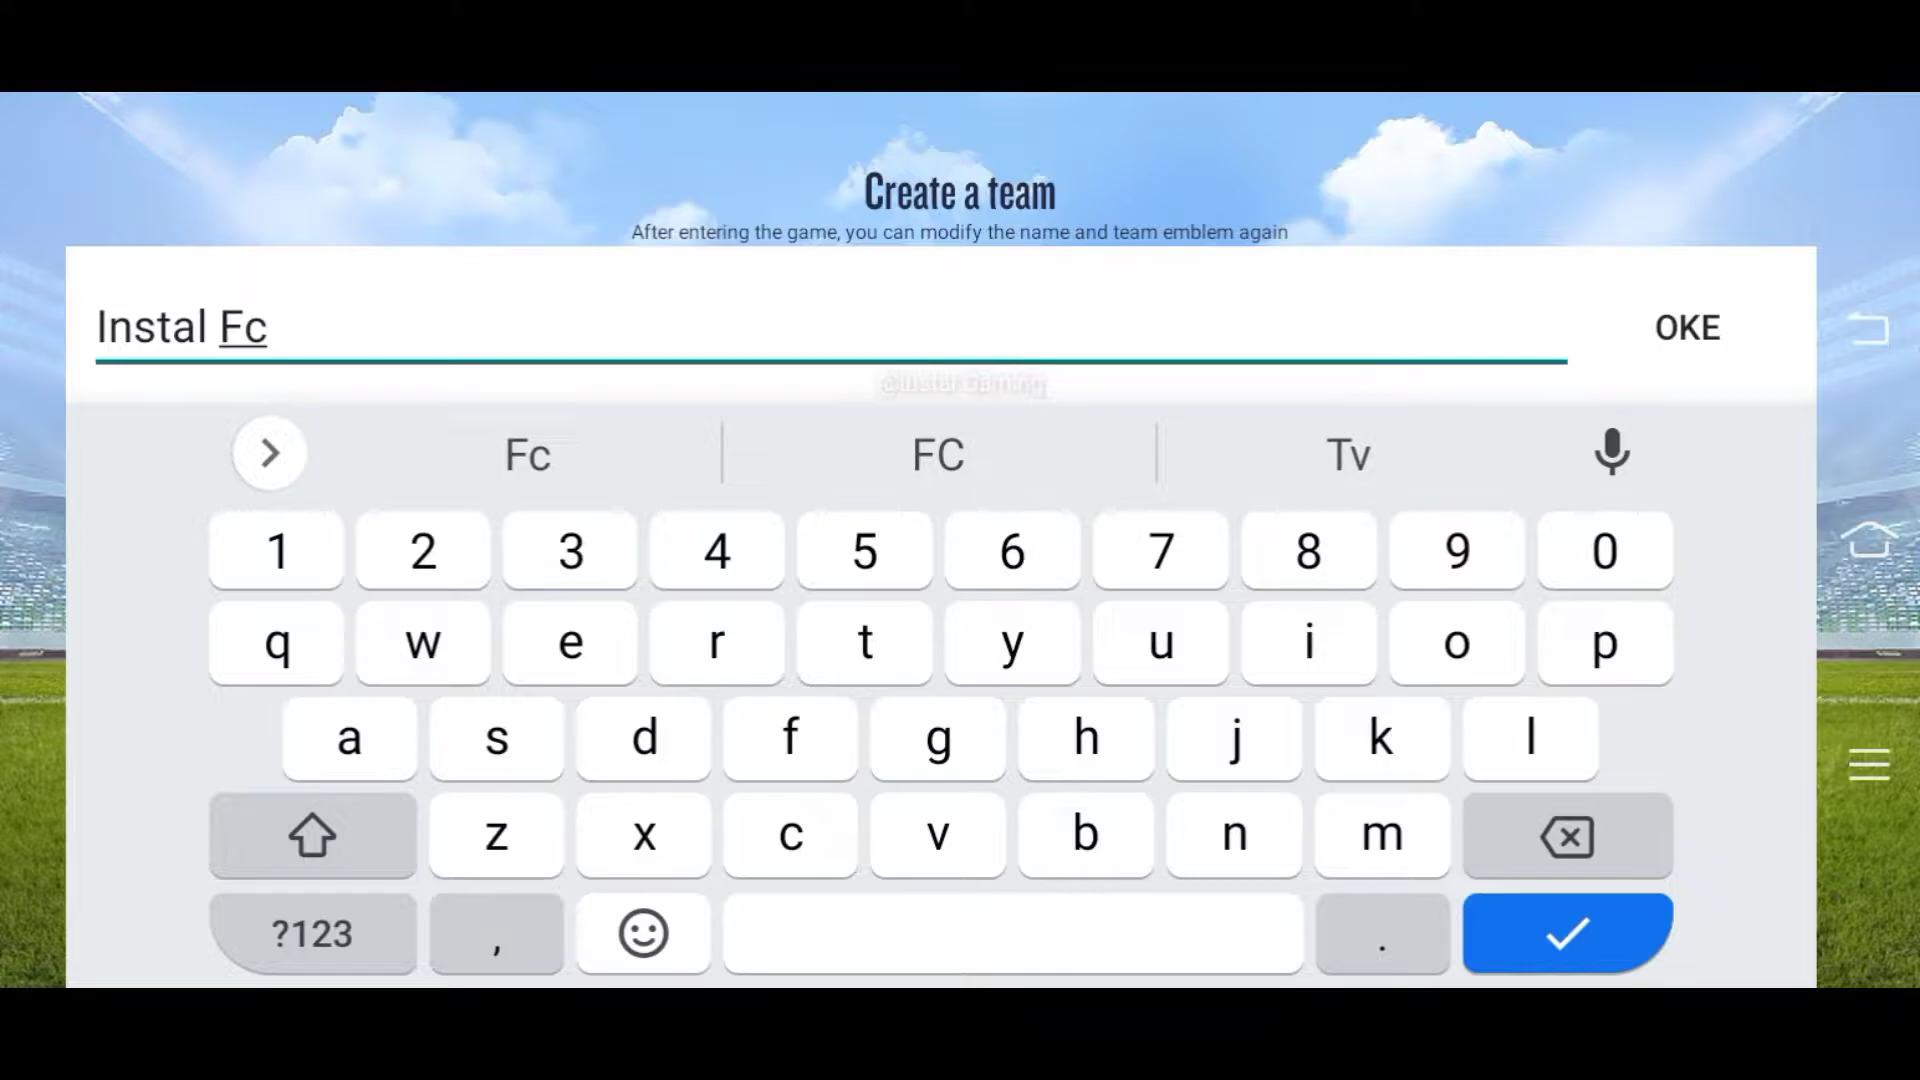 Create a team
After entering the game, you can modify the name and team emblem again
Instal Fc
OKE
Fc FC Tv
1 2 3 4 5 6 7 8 9 0
q w e r t y u i o p
a s d f g h j k l
z x c v b n m
?123 , .